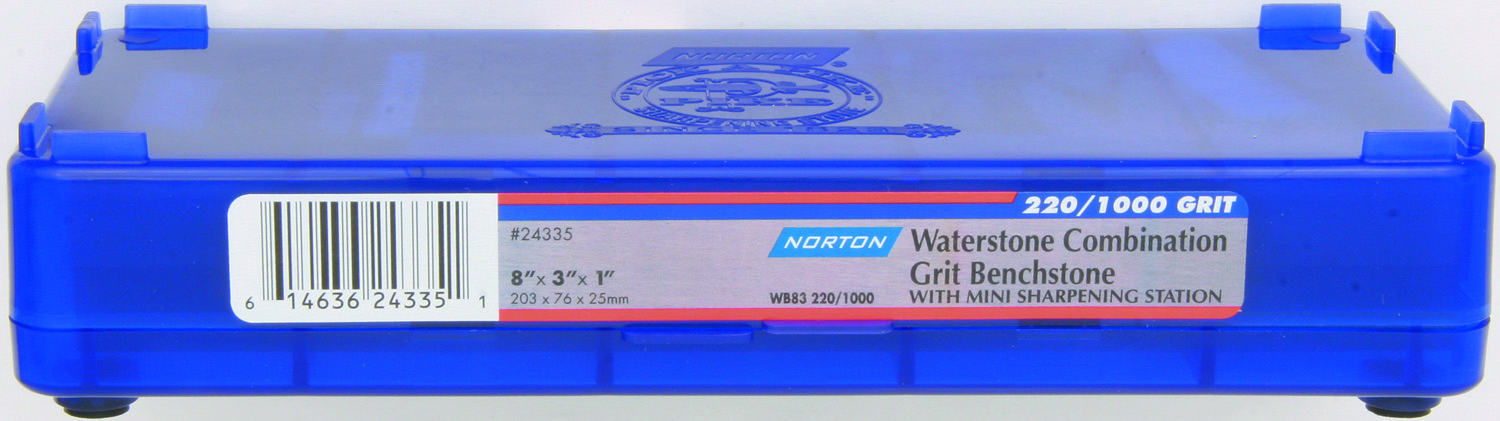 NORTON
PIKE
220/1000 GRIT
#24335
NORTON
Waterstone Combination
Grit Benchstone
WITH MINI SHARPENING STATION
8" x 3" x 1"
203 x 76 x 25mm
WB83 220/1000
6 14636 24335 1